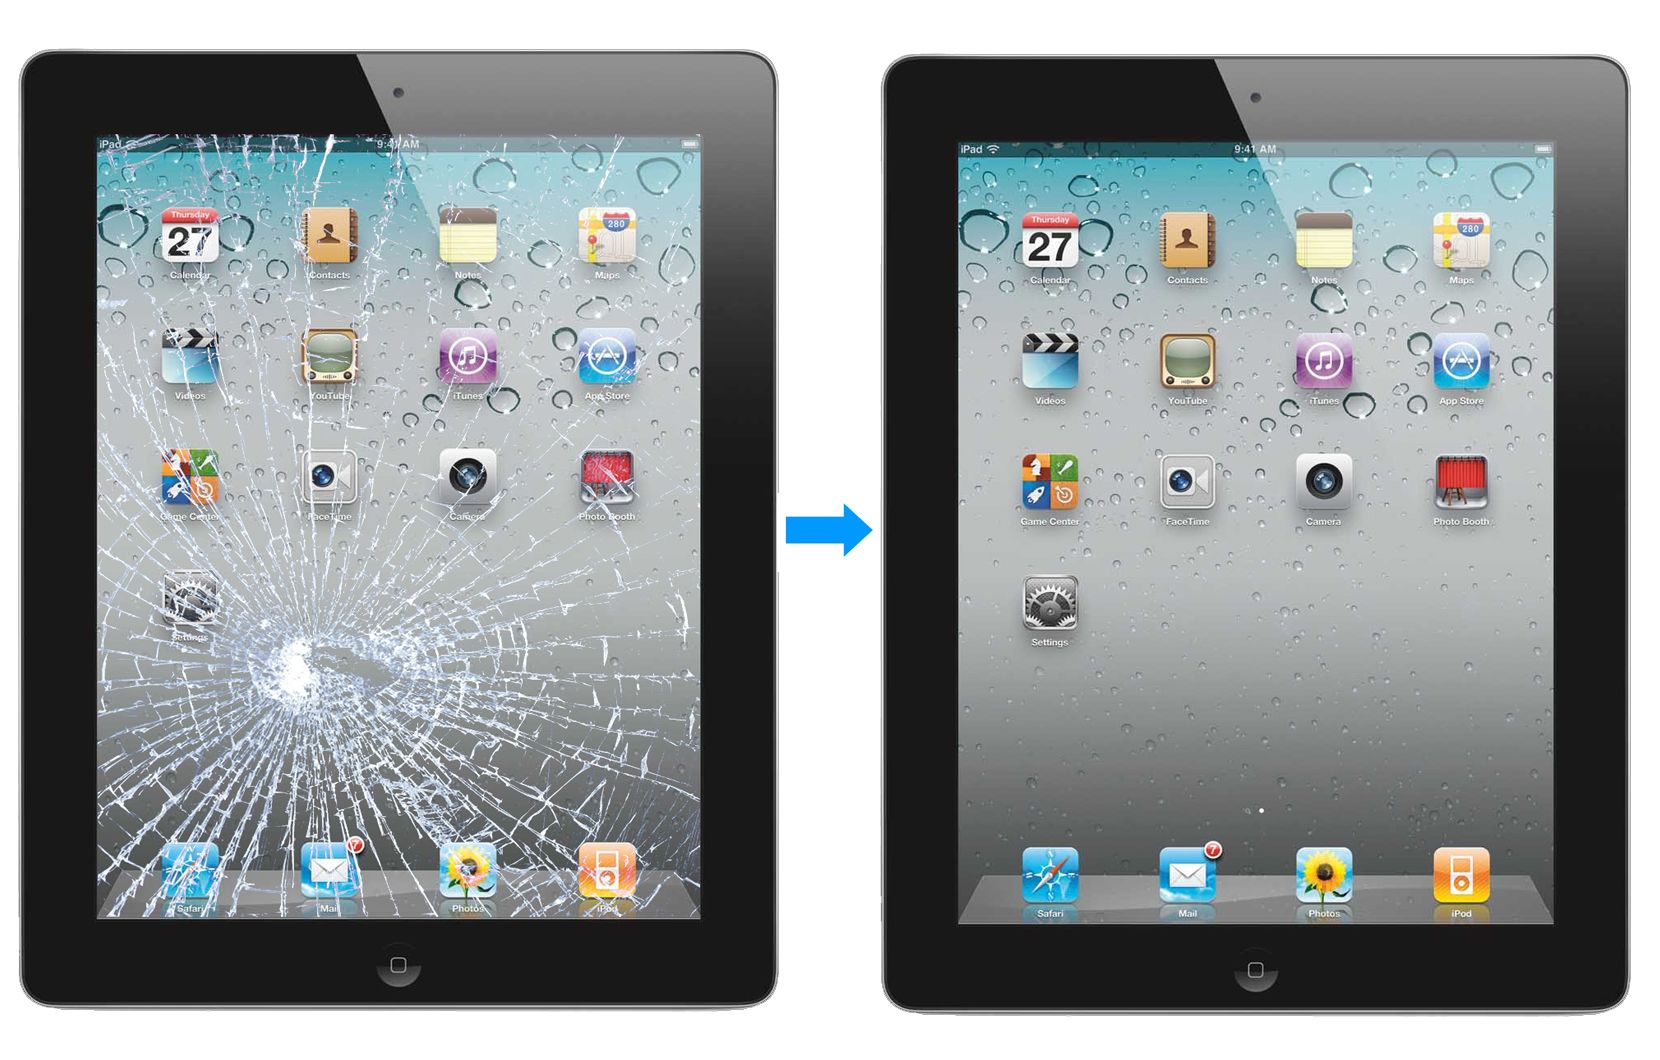 iPad 9:41 AM
Thursday
27
280
Calendar Contacts Notes Maps
Videos YouTube iTunes App Store
Game Center FaceTime Camera Photo Booth
Settings
7
Safari Mail Photos iPod
iPad 9:41 AM
Thursday
27
280
Calendar Contacts Notes Maps
Videos YouTube iTunes App Store
Game Center FaceTime Camera Photo Booth
Settings
7
Safari Mail Photos iPod